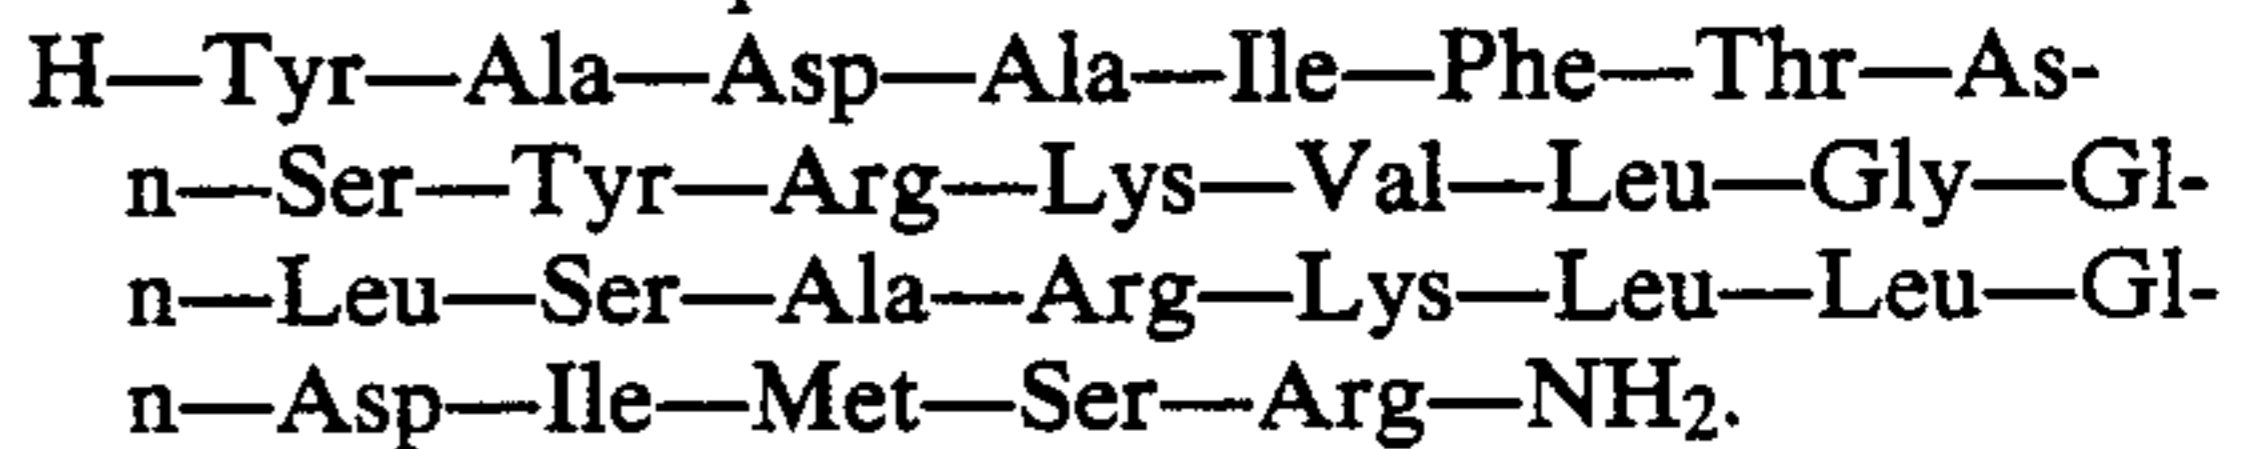 H—Tyr—Ala—Asp—Ala—Ile—Phe—Thr—As-
n—Ser—Tyr—Arg—Lys—Val—Leu—Gly—Gl-
n—Leu—Ser—Ala—Arg—Lys—Leu—Leu—Gl-
n—Asp—Ile—Met—Ser—Arg—NH₂.